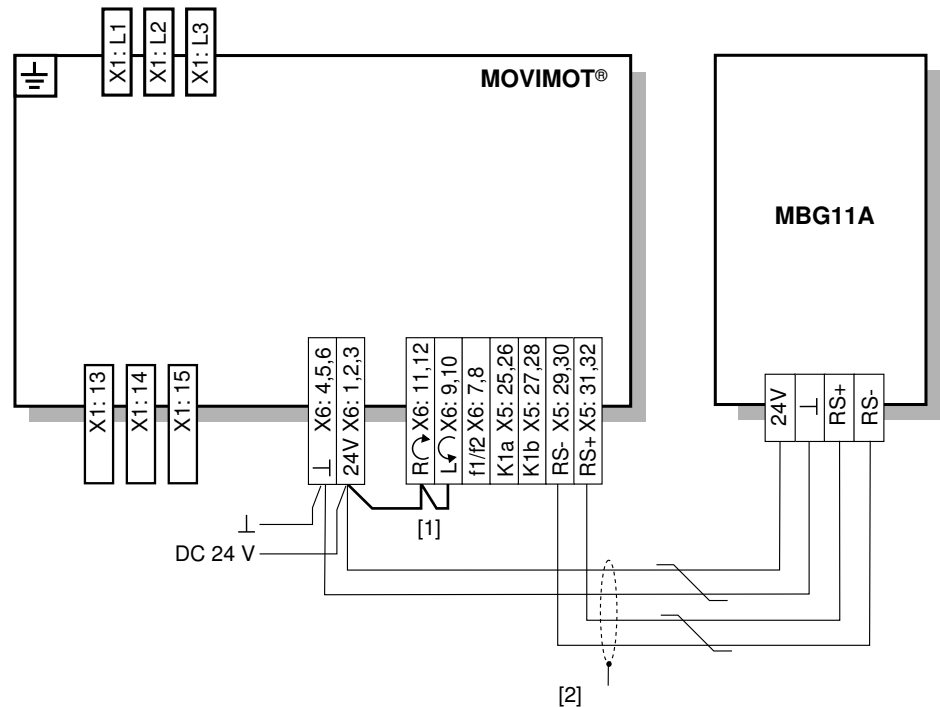 X1: L1
X1: L2
X1: L3
MOVIMOT®
MBG11A
X1: 13
X1: 14
X1: 15
⊥ X6: 4,5,6
24V X6: 1,2,3
R X6: 11,12
L X6: 9,10
f1/f2 X6: 7,8
K1a X5: 25,26
K1b X5: 27,28
RS- X5: 29,30
RS+ X5: 31,32
24V
⊥
RS+
RS-
⊥
DC 24 V
[1]
[2]